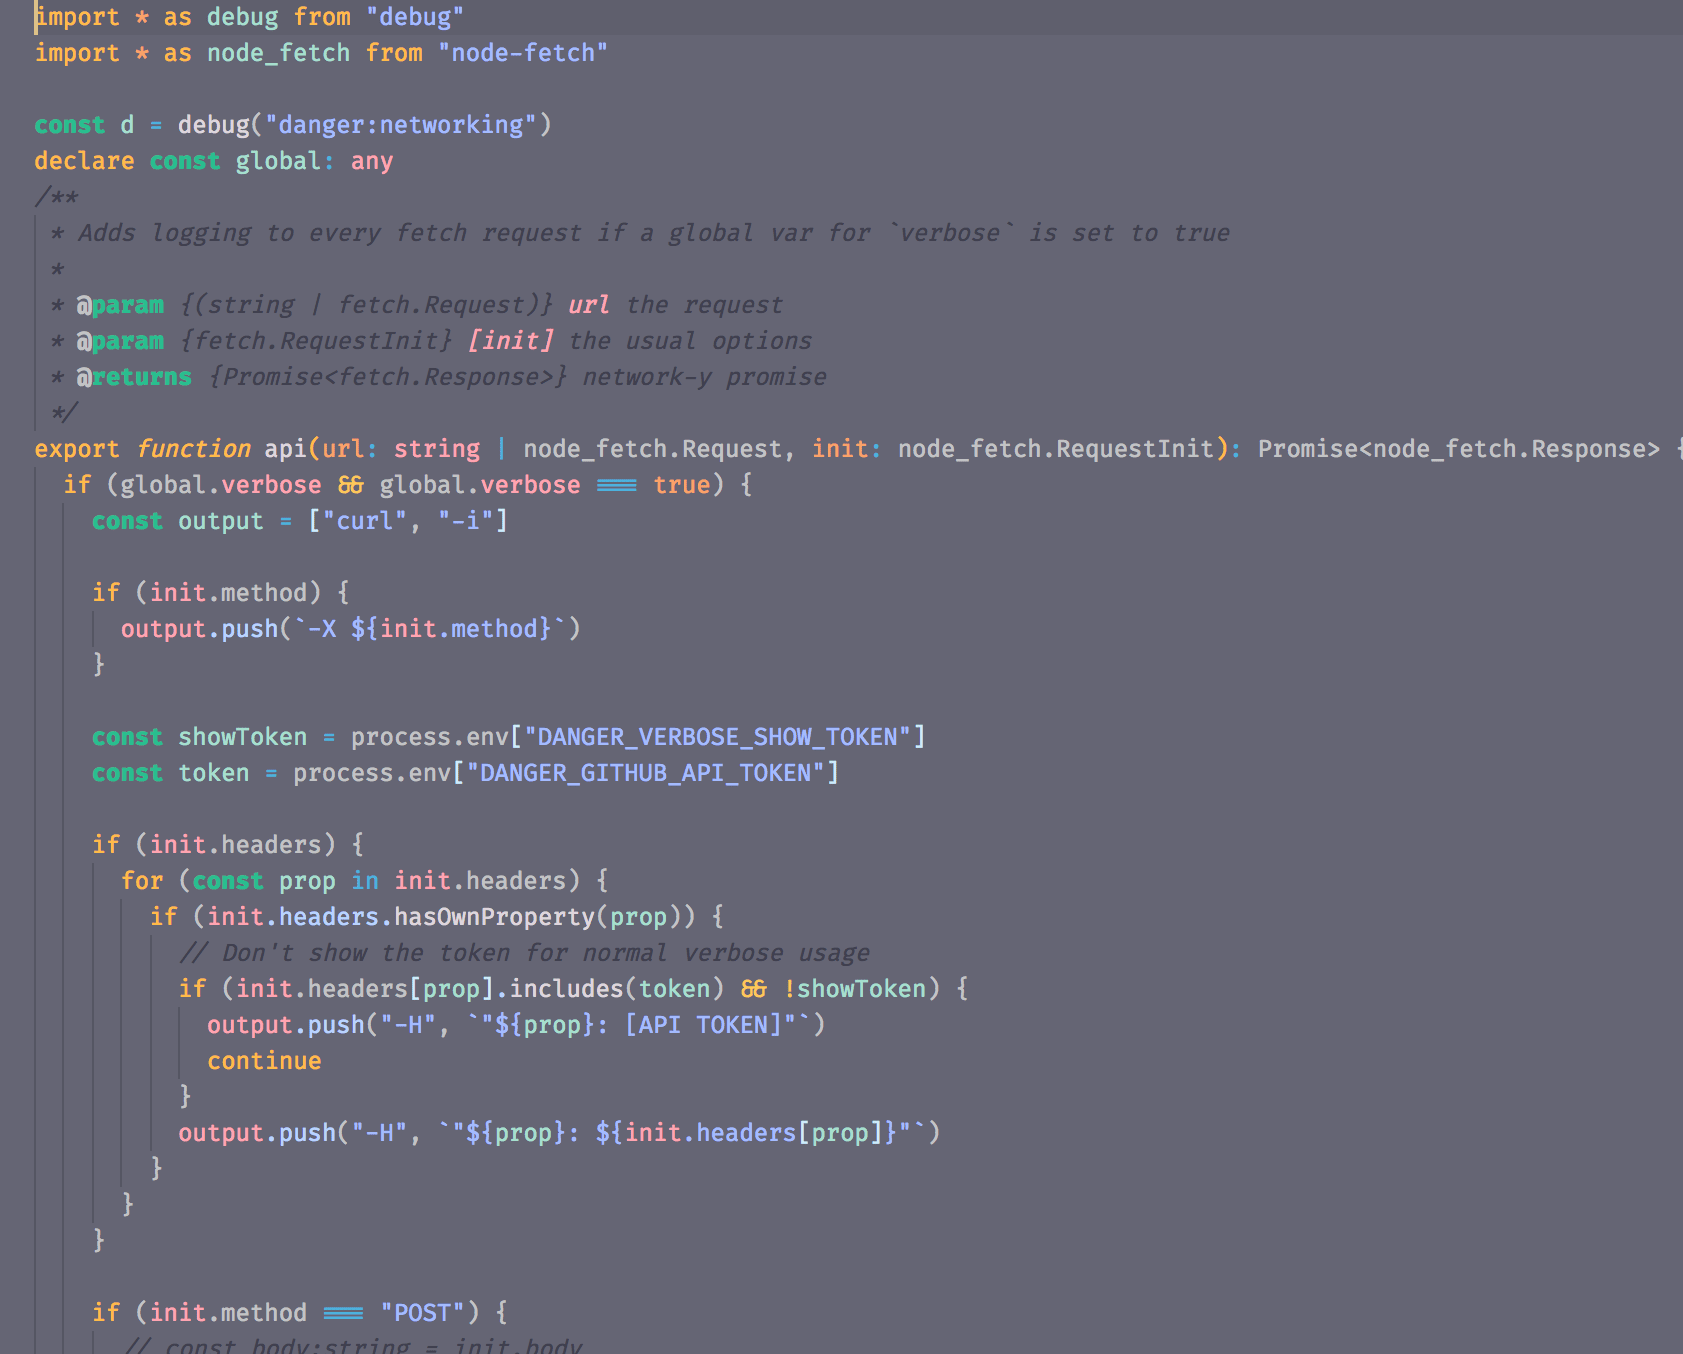 import * as debug from "debug"
import * as node_fetch from "node-fetch"

const d = debug("danger:networking")
declare const global: any
/**
 * Adds logging to every fetch request if a global var for `verbose` is set to true
 *
 * @param {(string | fetch.Request)} url the request
 * @param {fetch.RequestInit} [init] the usual options
 * @returns {Promise<fetch.Response>} network-y promise
 */
export function api(url: string | node_fetch.Request, init: node_fetch.RequestInit): Promise<node_fetch.Response> {
  if (global.verbose && global.verbose === true) {
    const output = ["curl", "-i"]

    if (init.method) {
      output.push(`-X ${init.method}`)
    }

    const showToken = process.env["DANGER_VERBOSE_SHOW_TOKEN"]
    const token = process.env["DANGER_GITHUB_API_TOKEN"]

    if (init.headers) {
      for (const prop in init.headers) {
        if (init.headers.hasOwnProperty(prop)) {
          // Don't show the token for normal verbose usage
          if (init.headers[prop].includes(token) && !showToken) {
            output.push("-H", `"${prop}: [API TOKEN]"`)
            continue
          }
          output.push("-H", `"${prop}: ${init.headers[prop]}"`)
        }
      }
    }

    if (init.method === "POST") {
      // const body:string = init.body